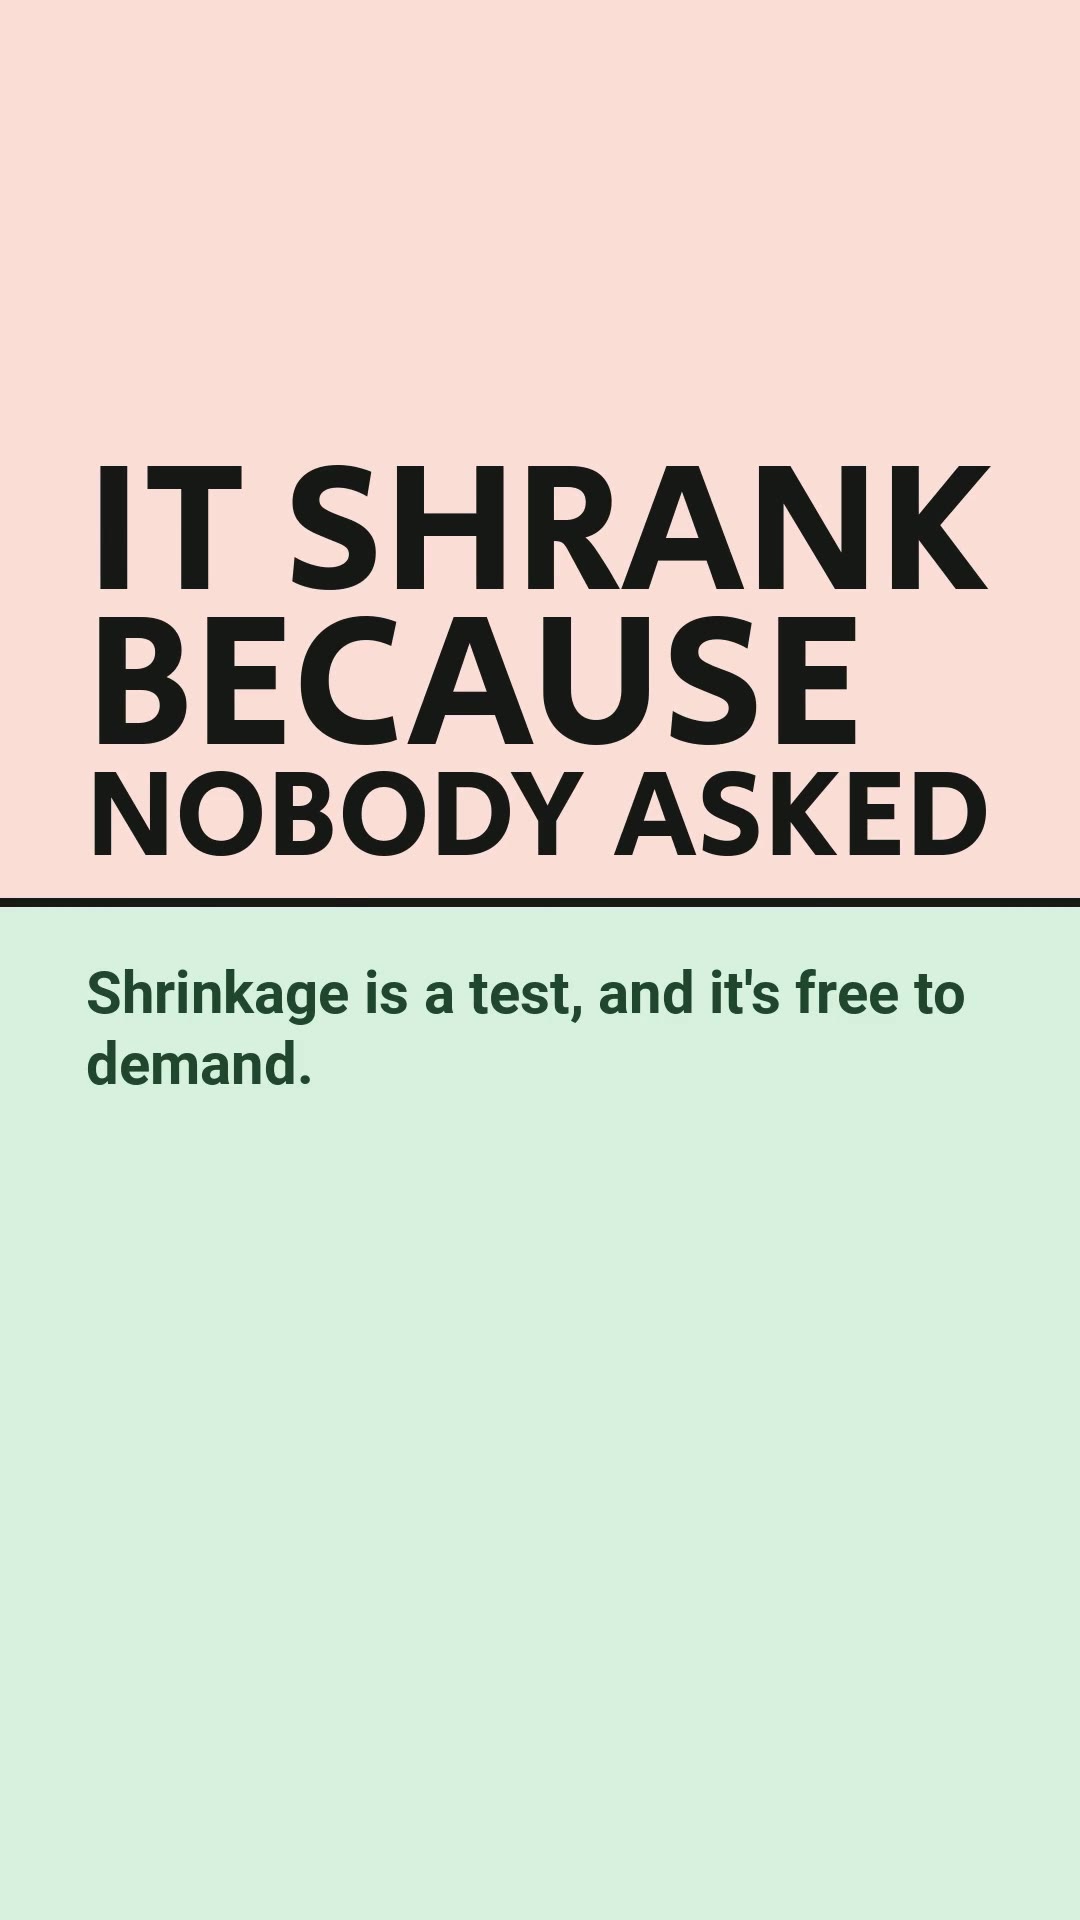 IT SHRANK
BECAUSE
NOBODY ASKED
Shrinkage is a test, and it's free to
demand.